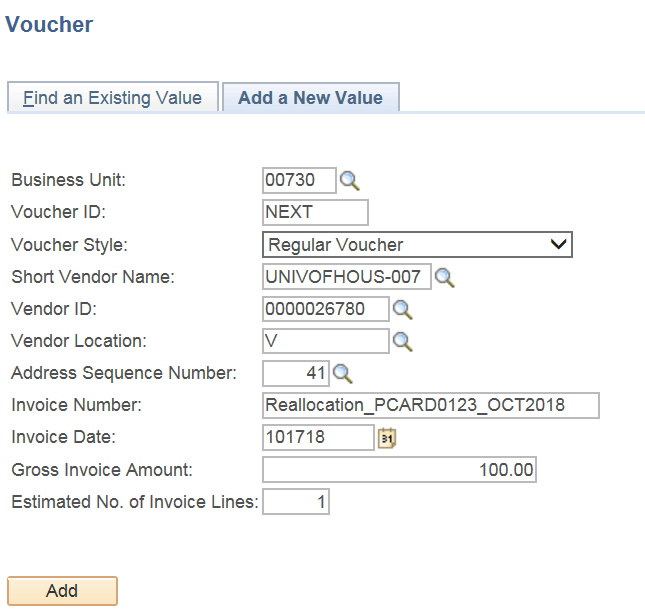 Voucher
Find an Existing Value Add a New Value
Business Unit: 00730
Voucher ID: NEXT
Voucher Style: Regular Voucher
Short Vendor Name: UNIVOFHOUS-007
Vendor ID: 0000026780
Vendor Location: V
Address Sequence Number: 41
Invoice Number: Reallocation_PCARD0123_OCT2018
Invoice Date: 101718 31
Gross Invoice Amount: 100.00
Estimated No. of Invoice Lines: 1
Add